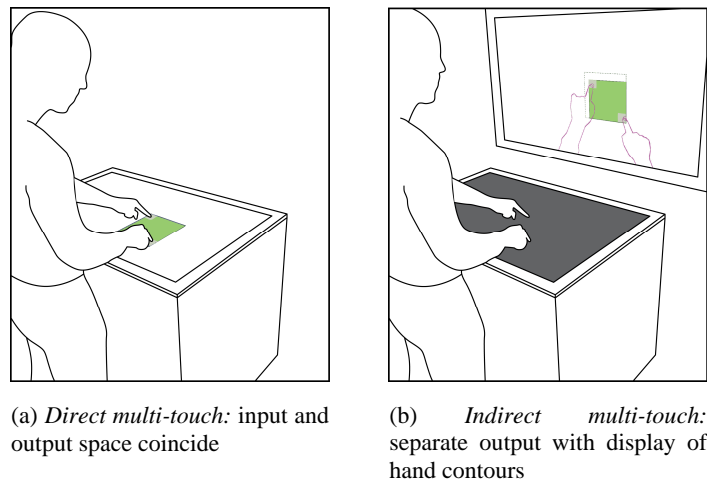 (a) Direct multi-touch: input and
output space coincide
(b) Indirect multi-touch:
separate output with display of
hand contours